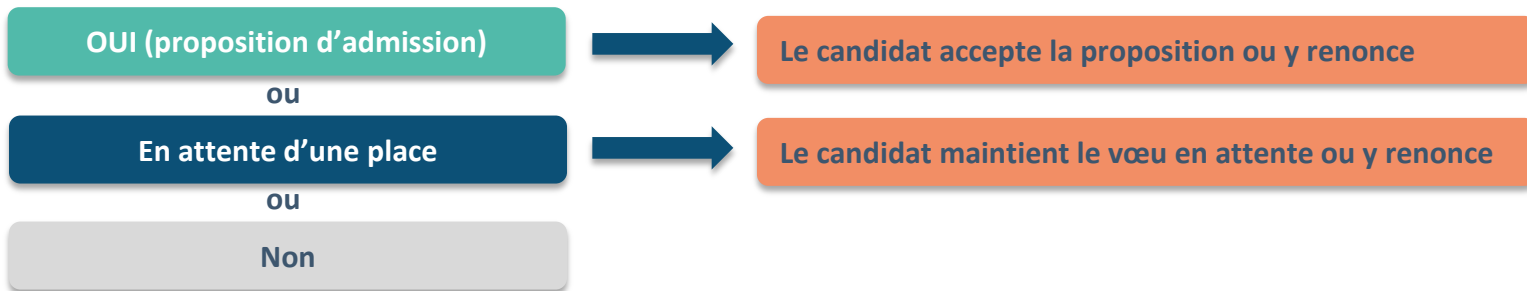 OUI (proposition d’admission)
Le candidat accepte la proposition ou y renonce
ou
En attente d’une place
Le candidat maintient le vœu en attente ou y renonce
ou
Non